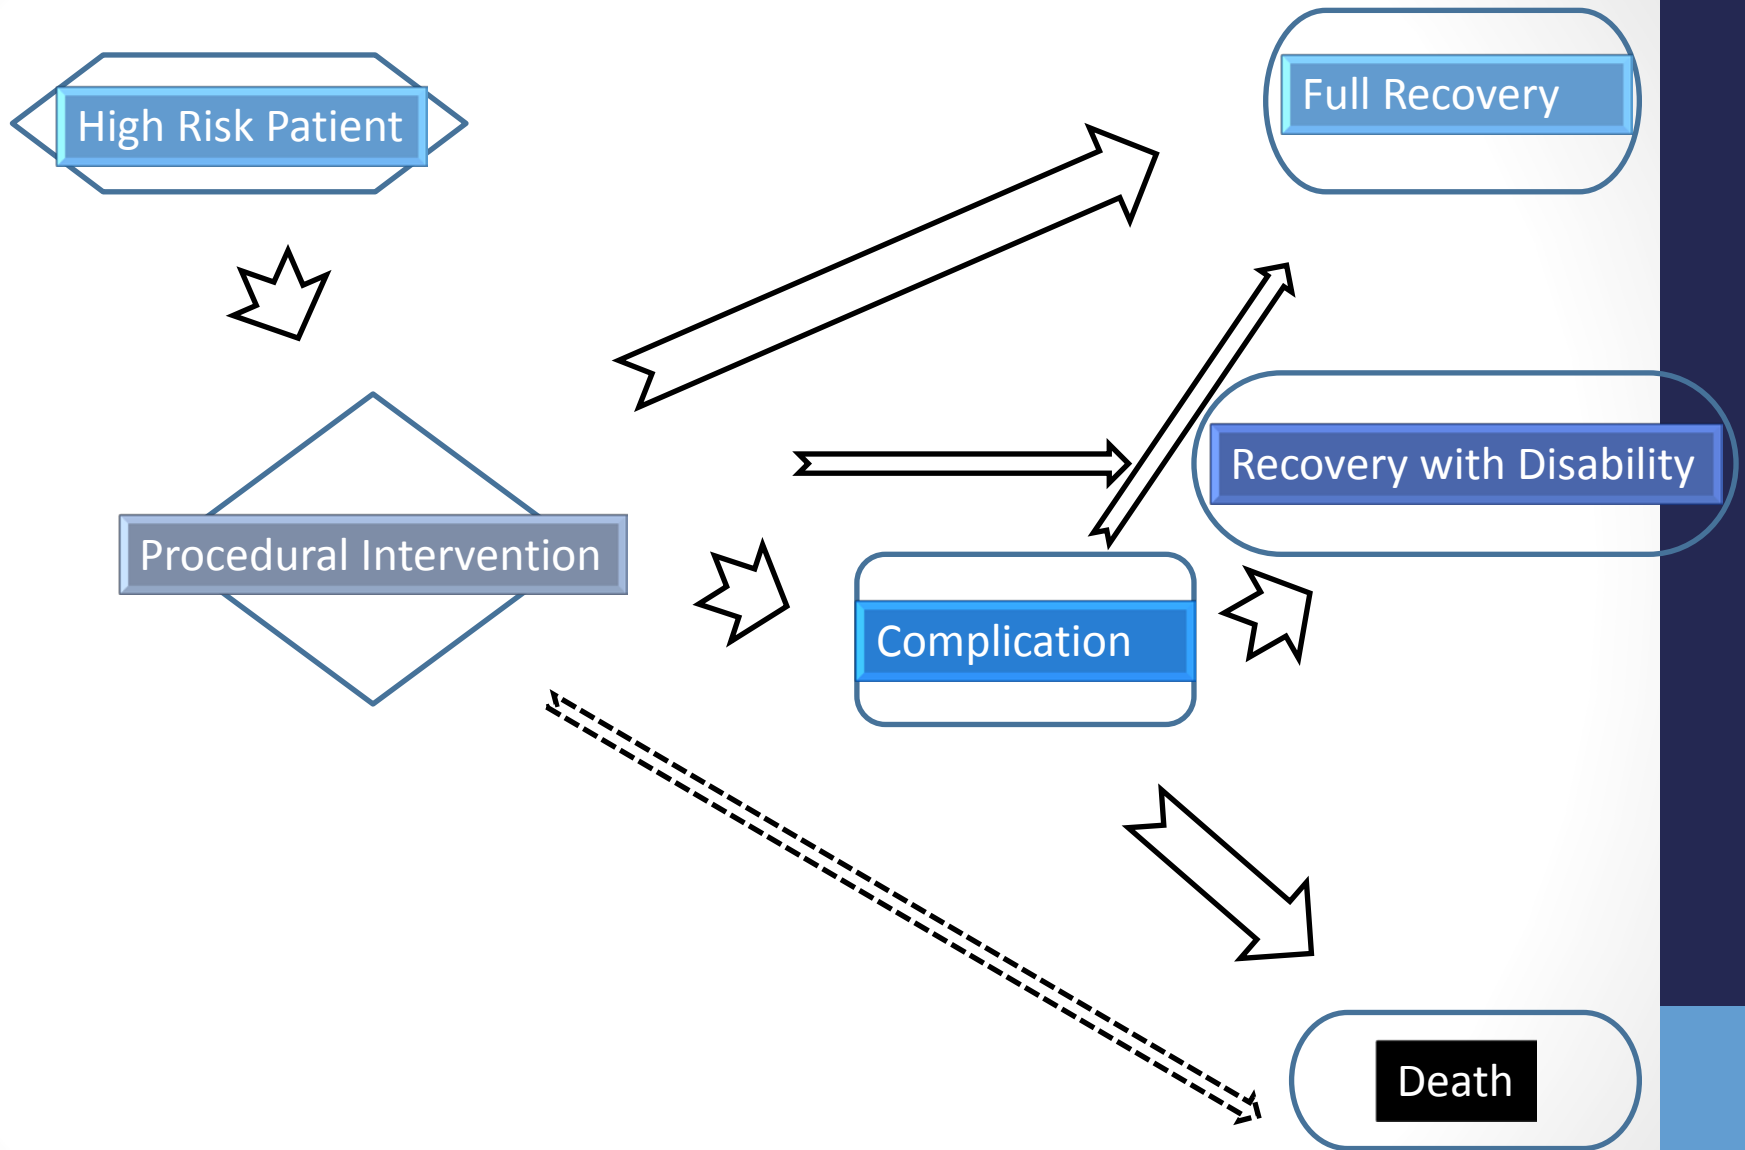 High Risk Patient
Full Recovery
Recovery with Disability
Procedural Intervention
Complication
Death